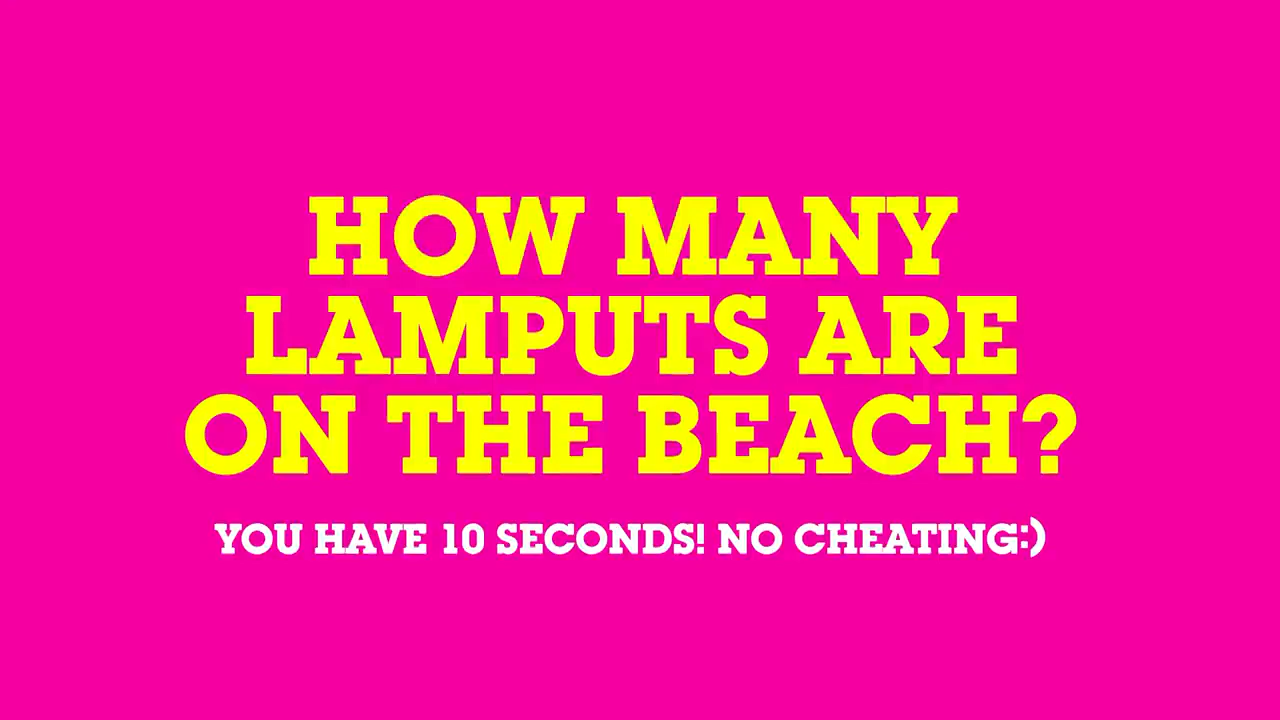 HOW MANY
LAMPUTS ARE
ON THE BEACH?
YOU HAVE 10 SECONDS! NO CHEATING:)